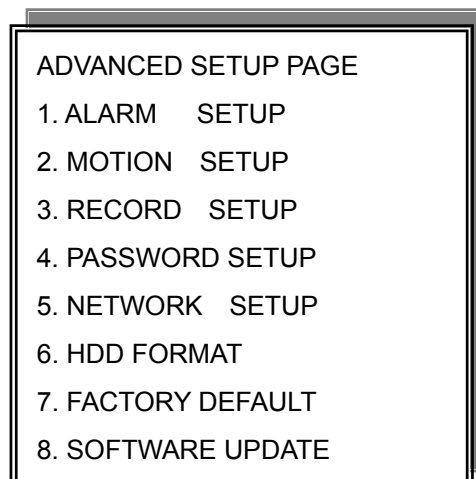 ADVANCED SETUP PAGE
1. ALARM SETUP
2. MOTION SETUP
3. RECORD SETUP
4. PASSWORD SETUP
5. NETWORK SETUP
6. HDD FORMAT
7. FACTORY DEFAULT
8. SOFTWARE UPDATE